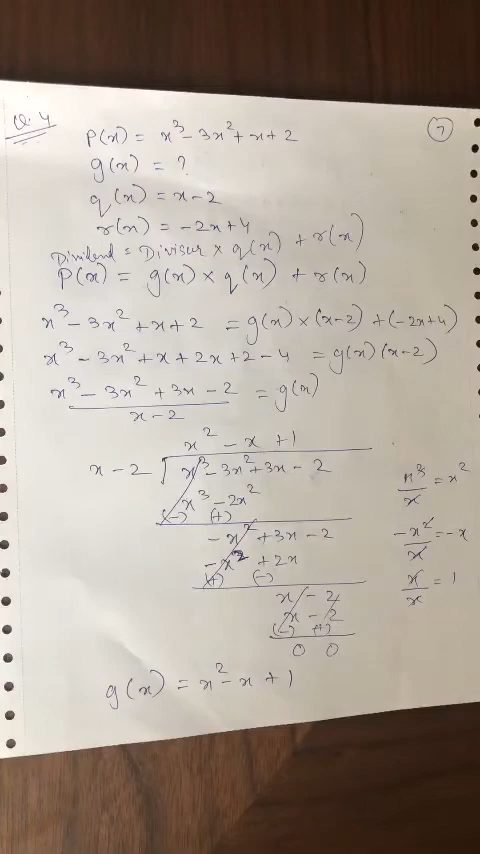 Q.4
7
P(x) = x³ - 3x² + x + 2
g(x) = ?
q(x) = x - 2
r(x) = -2x + 4
Dividend = Divisur × q(x) + r(x)
P(x) = g(x) × q(x) + r(x)
x³ - 3x² + x + 2 = g(x) × (x-2) + (-2x+4)
x³ - 3x² + x + 2x + 2 - 4 = g(x) (x-2)
x³ - 3x² + 3x - 2 = g(x)
x - 2
x² - x + 1
x - 2 x³ - 3x² + 3x - 2
x³ - 2x²
(-) (+)
- x² + 3x - 2
- x² + 2x
(+) (-)
x - 2
x - 2
(-) (+)
0 0
x³/x = x²
-x²/x = -x
x/x = 1
g(x) = x² - x + 1